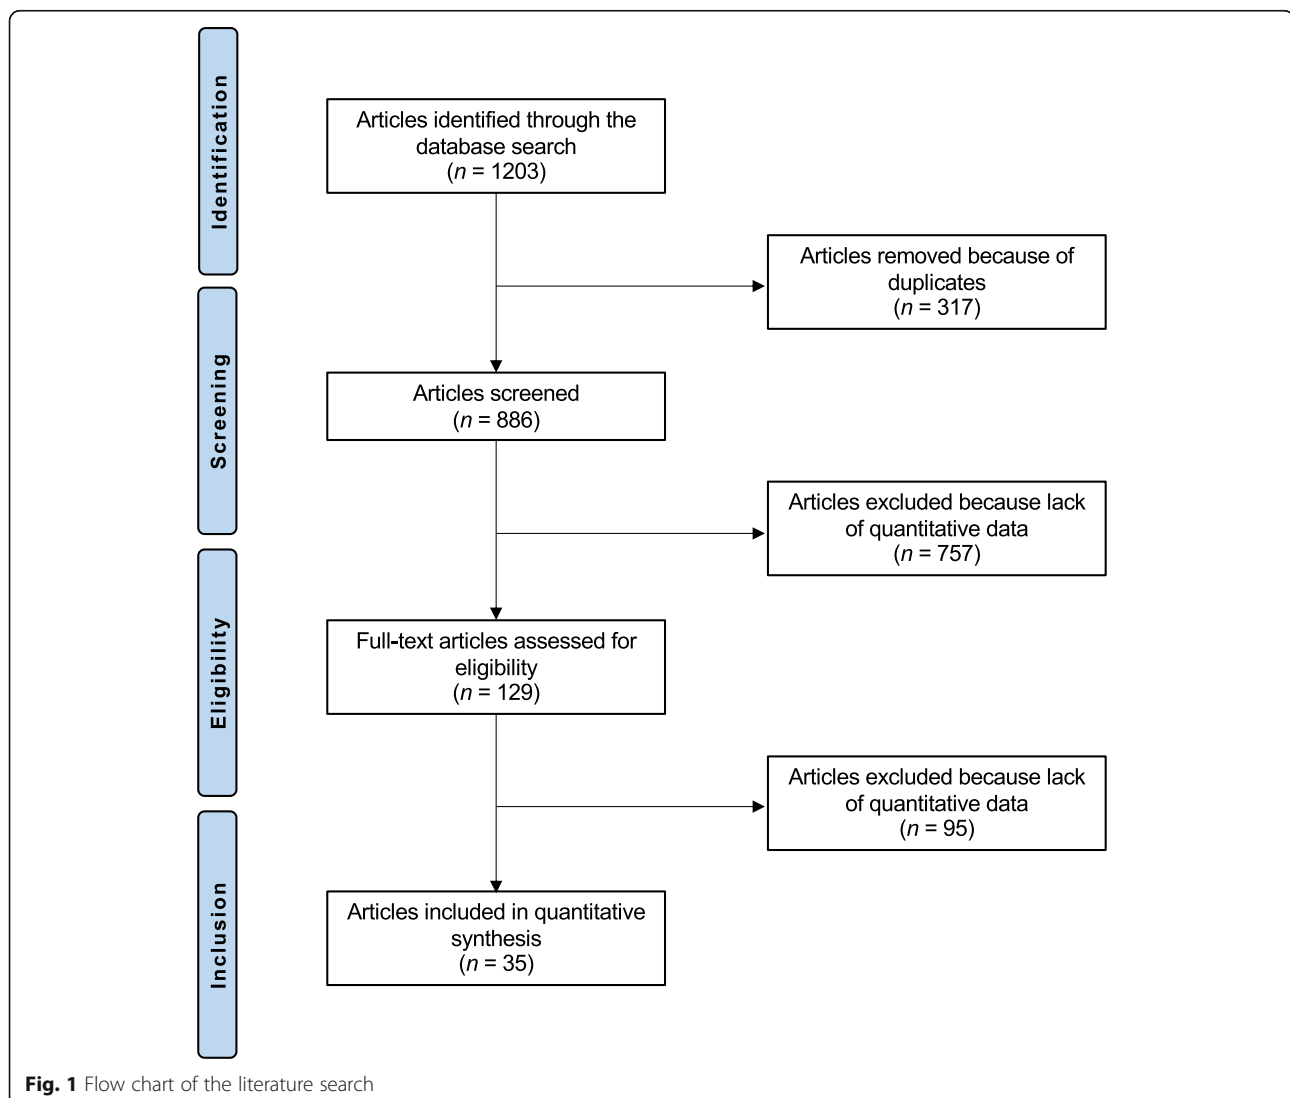 Identification
Articles identified through the
database search
(n = 1203)
Articles removed because of
duplicates
(n = 317)
Screening
Articles screened
(n = 886)
Articles excluded because lack
of quantitative data
(n = 757)
Eligibility
Full-text articles assessed for
eligibility
(n = 129)
Articles excluded because lack
of quantitative data
(n = 95)
Inclusion
Articles included in quantitative
synthesis
(n = 35)
Fig. 1 Flow chart of the literature search